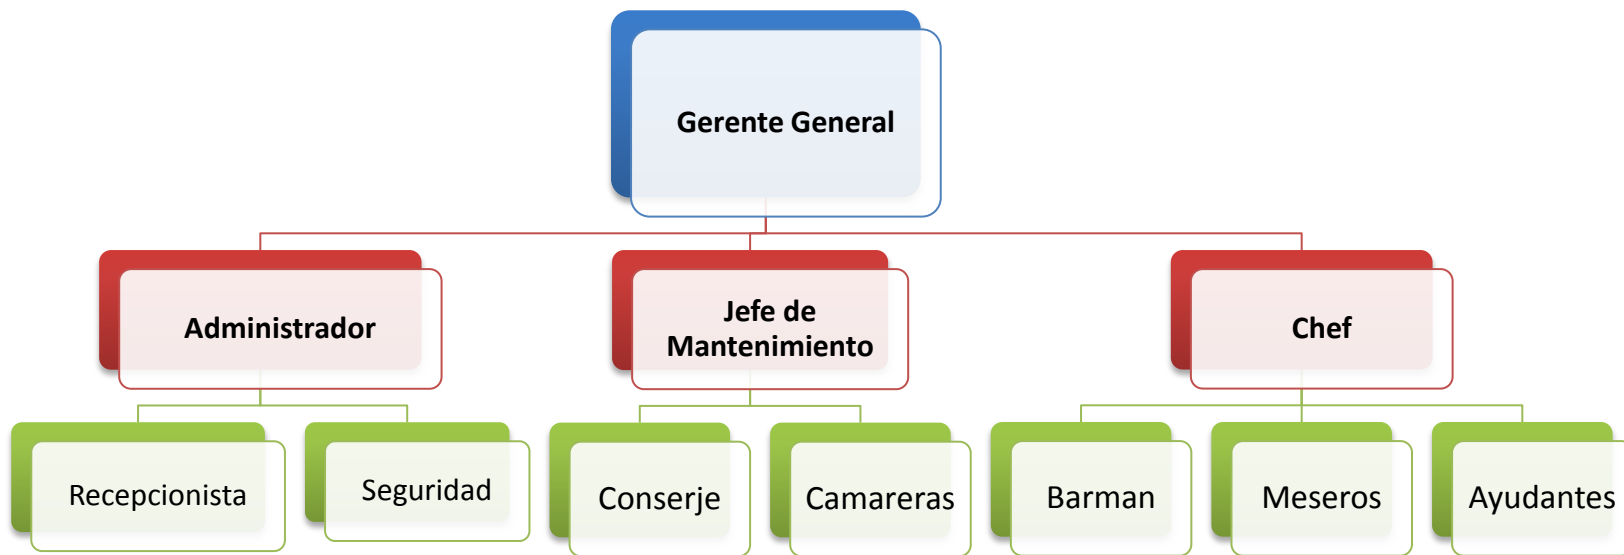 Gerente General
Administrador
Jefe de
Mantenimiento
Chef
Recepcionista
Seguridad
Conserje
Camareras
Barman
Meseros
Ayudantes